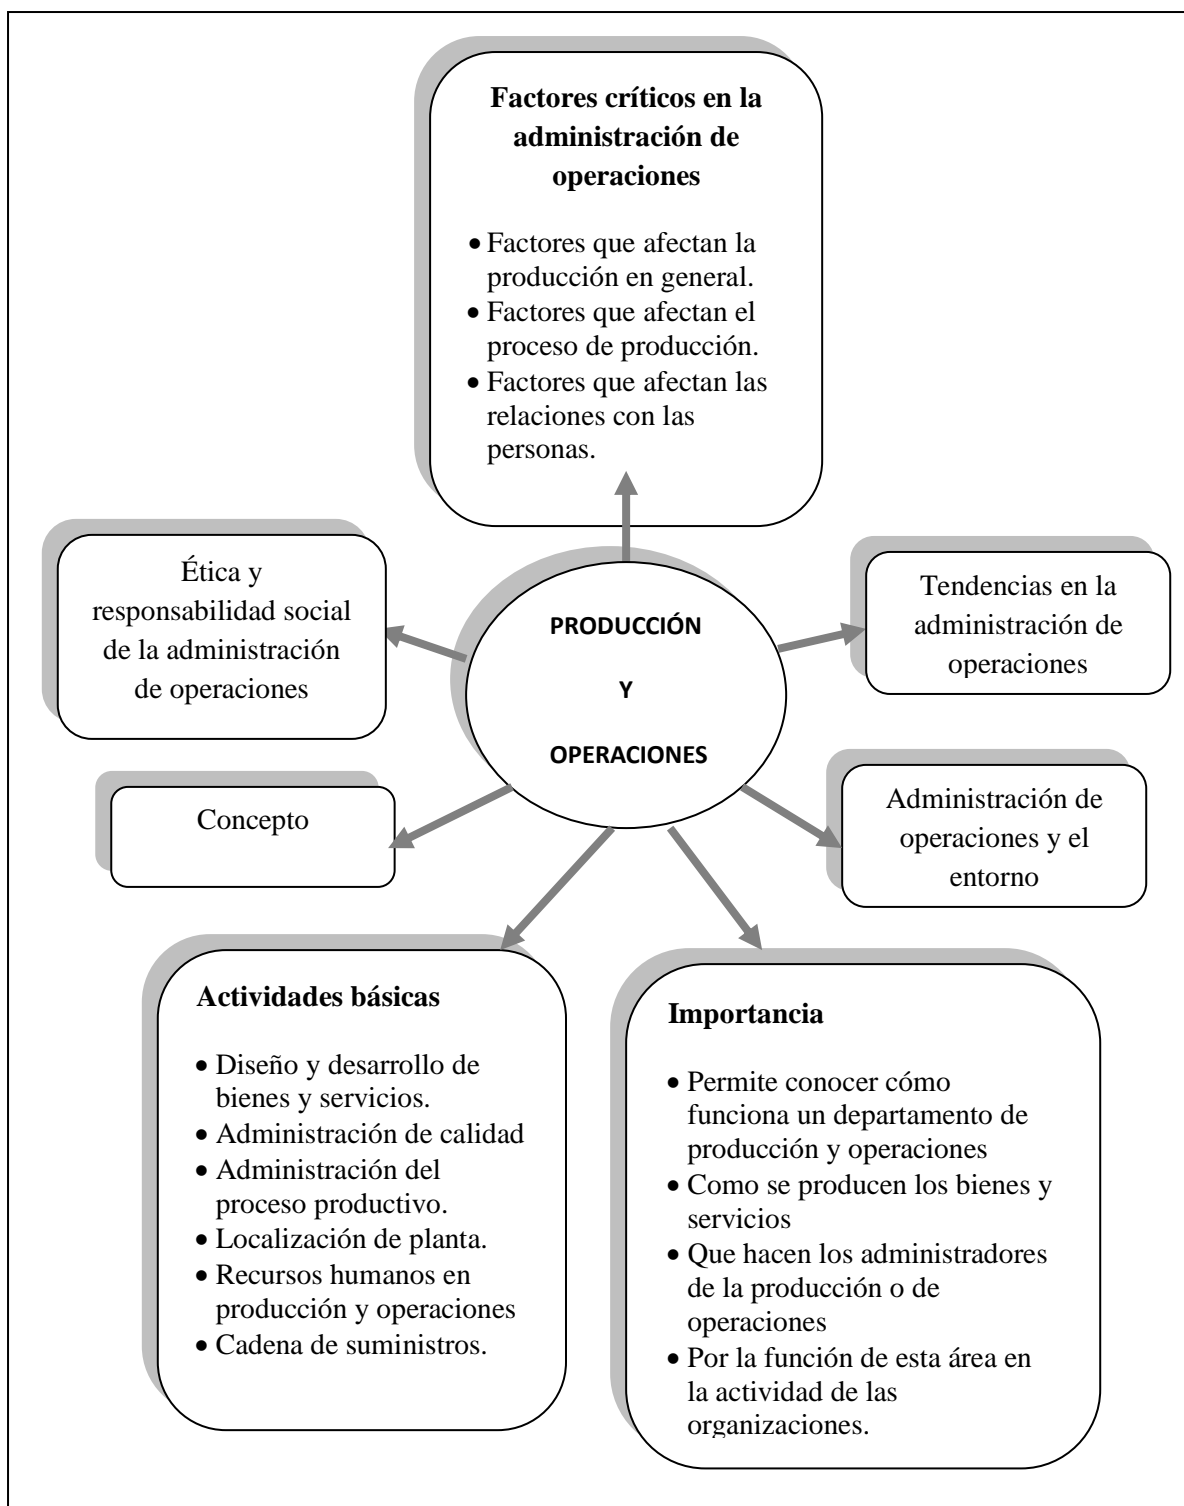 Factores críticos en la
administración de
operaciones
• Factores que afectan la
producción en general.
• Factores que afectan el
proceso de producción.
• Factores que afectan las
relaciones con las
personas.
Ética y
responsabilidad social
de la administración
de operaciones
PRODUCCIÓN
Y
OPERACIONES
Tendencias en la
administración de
operaciones
Concepto
Administración de
operaciones y el
entorno
Actividades básicas
• Diseño y desarrollo de
bienes y servicios.
• Administración de calidad
• Administración del
proceso productivo.
• Localización de planta.
• Recursos humanos en
producción y operaciones
• Cadena de suministros.
Importancia
• Permite conocer cómo
funciona un departamento de
producción y operaciones
• Como se producen los bienes y
servicios
• Que hacen los administradores
de la producción o de
operaciones
• Por la función de esta área en
la actividad de las
organizaciones.